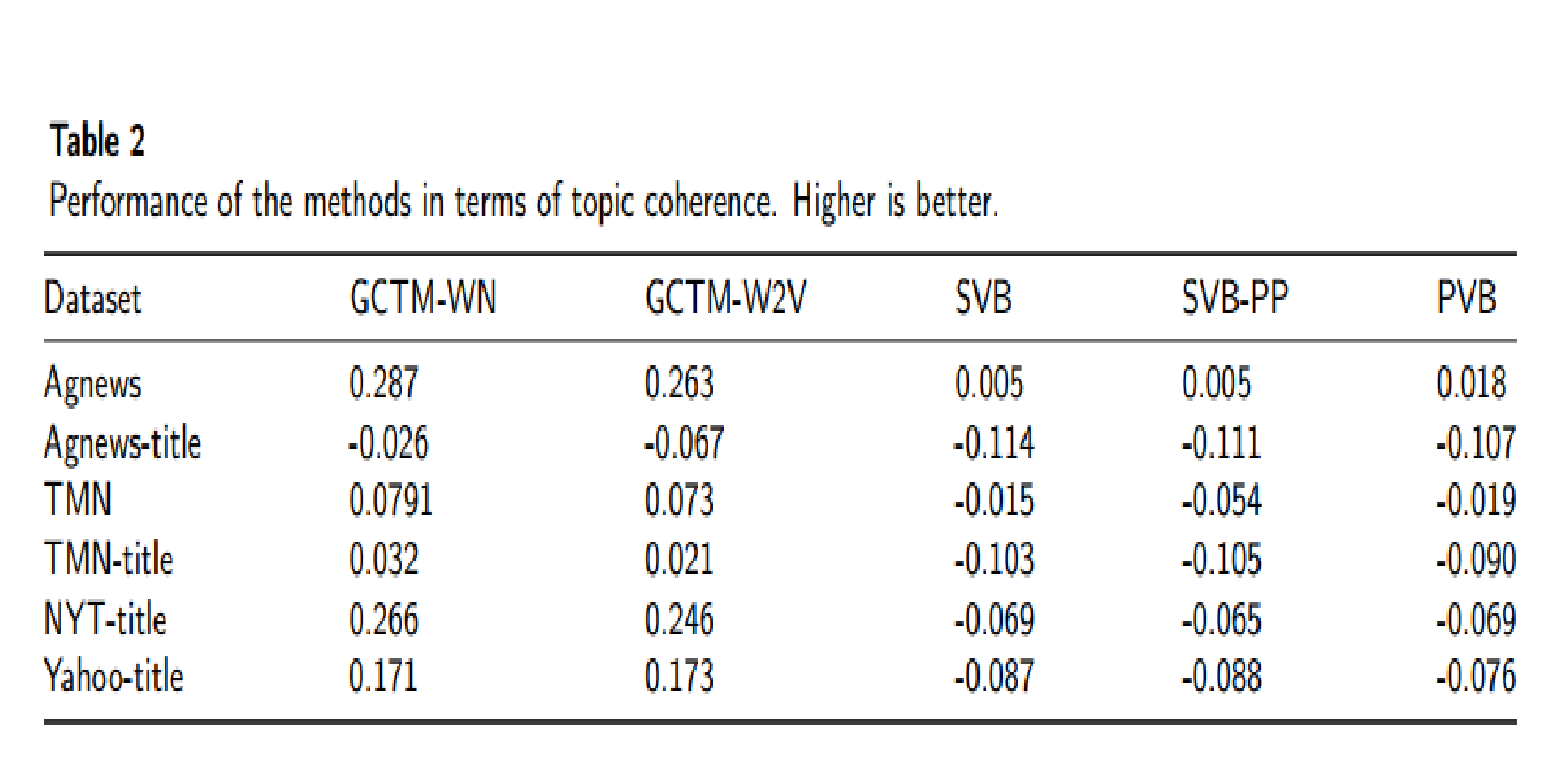 Table 2
Performance of the methods in terms of topic coherence. Higher is better.
Dataset GCTM-WN GCTM-W2V SVB SVB-PP PVB
Agnews 0.287 0.263 0.005 0.005 0.018
Agnews-title -0.026 -0.067 -0.114 -0.111 -0.107
TMN 0.0791 0.073 -0.015 -0.054 -0.019
TMN-title 0.032 0.021 -0.103 -0.105 -0.090
NYT-title 0.266 0.246 -0.069 -0.065 -0.069
Yahoo-title 0.171 0.173 -0.087 -0.088 -0.076